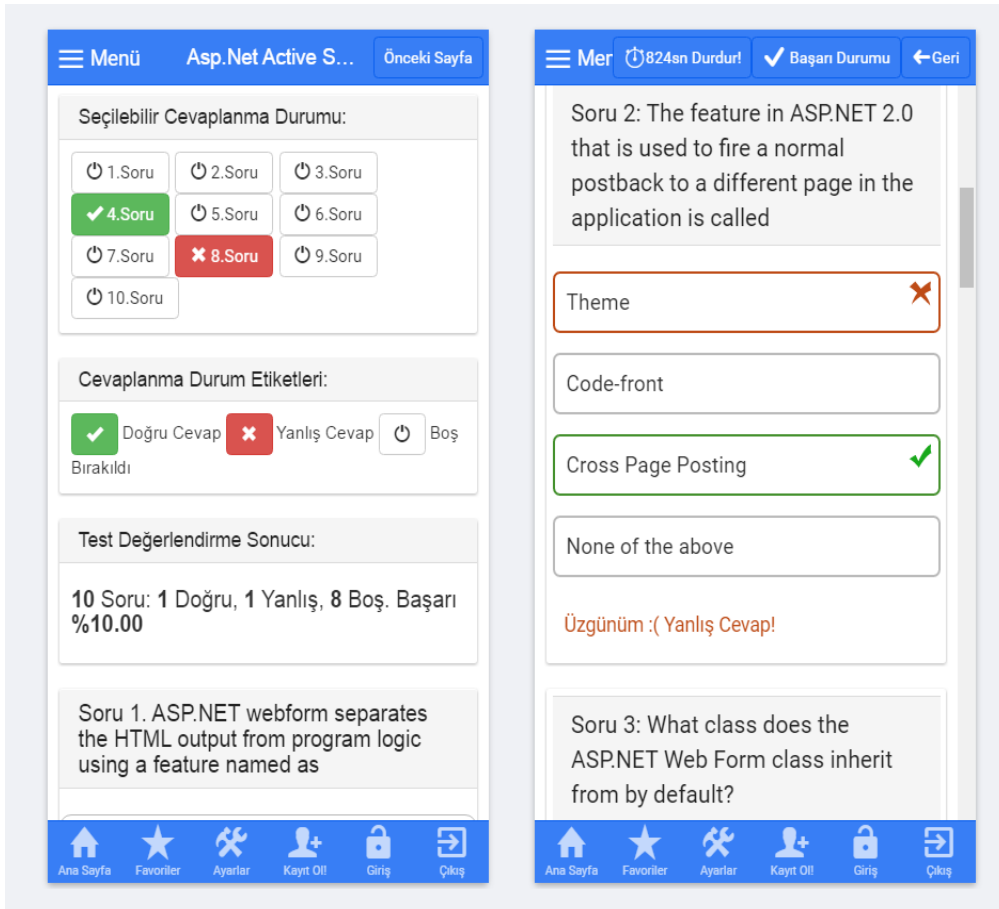 Menü Asp.Net Active S... Önceki Sayfa
Seçilebilir Cevaplanma Durumu:
1.Soru 2.Soru 3.Soru
4.Soru 5.Soru 6.Soru
7.Soru 8.Soru 9.Soru
10.Soru
Cevaplanma Durum Etiketleri:
Doğru Cevap Yanlış Cevap Boş
Bırakıldı
Test Değerlendirme Sonucu:
10 Soru: 1 Doğru, 1 Yanlış, 8 Boş. Başarı
%10.00
Soru 1. ASP.NET webform separates
the HTML output from program logic
using a feature named as
Ana Sayfa Favoriler Ayarlar Kayıt Ol! Giriş Çıkış
Mer 824sn Durdur! Başarı Durumu Geri
Soru 2: The feature in ASP.NET 2.0
that is used to fire a normal
postback to a different page in the
application is called
Theme
Code-front
Cross Page Posting
None of the above
Üzgünüm :( Yanlış Cevap!
Soru 3: What class does the
ASP.NET Web Form class inherit
from by default?
Ana Sayfa Favoriler Ayarlar Kayıt Ol! Giriş Çıkış